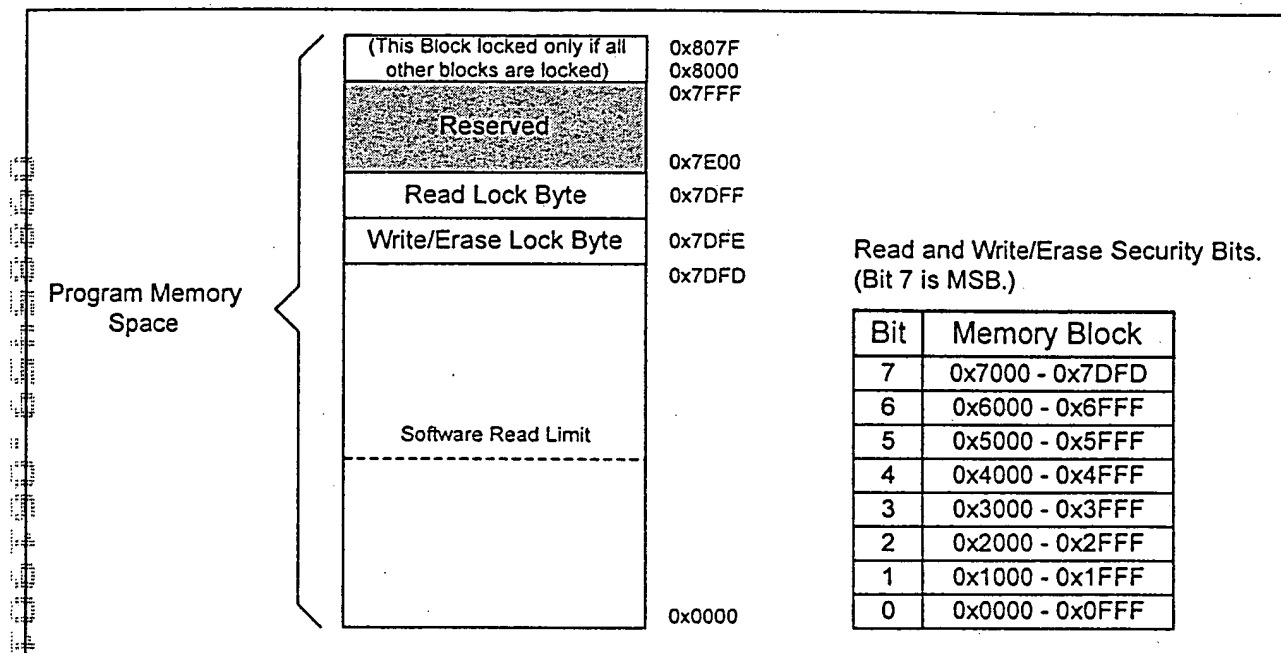 (This Block locked only if all
other blocks are locked)
0x807F
0x8000
0x7FFF
Reserved
0x7E00
Read Lock Byte
0x7DFF
Write/Erase Lock Byte
0x7DFE
0x7DFD
Program Memory
Space
Software Read Limit
0x0000
Read and Write/Erase Security Bits.
(Bit 7 is MSB.)
Bit Memory Block
7 0x7000 - 0x7DFD
6 0x6000 - 0x6FFF
5 0x5000 - 0x5FFF
4 0x4000 - 0x4FFF
3 0x3000 - 0x3FFF
2 0x2000 - 0x2FFF
1 0x1000 - 0x1FFF
0 0x0000 - 0x0FFF